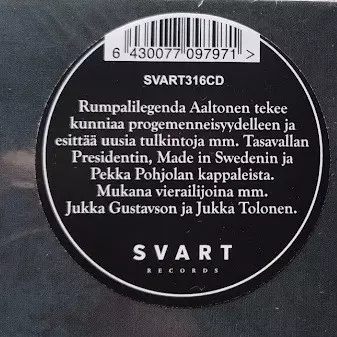 6 430077 097971 >
SVART316CD
Rumpalilegenda Aaltonen tekee
kunniaa progemenneisyydelleen ja
esittää uusia tulkintoja mm. Tasavallan
Presidentin, Made in Swedenin ja
Pekka Pohjolan kappaleista.
Mukana vierailijoina mm.
Jukka Gustavson ja Jukka Tolonen.
SVART
RECORDS